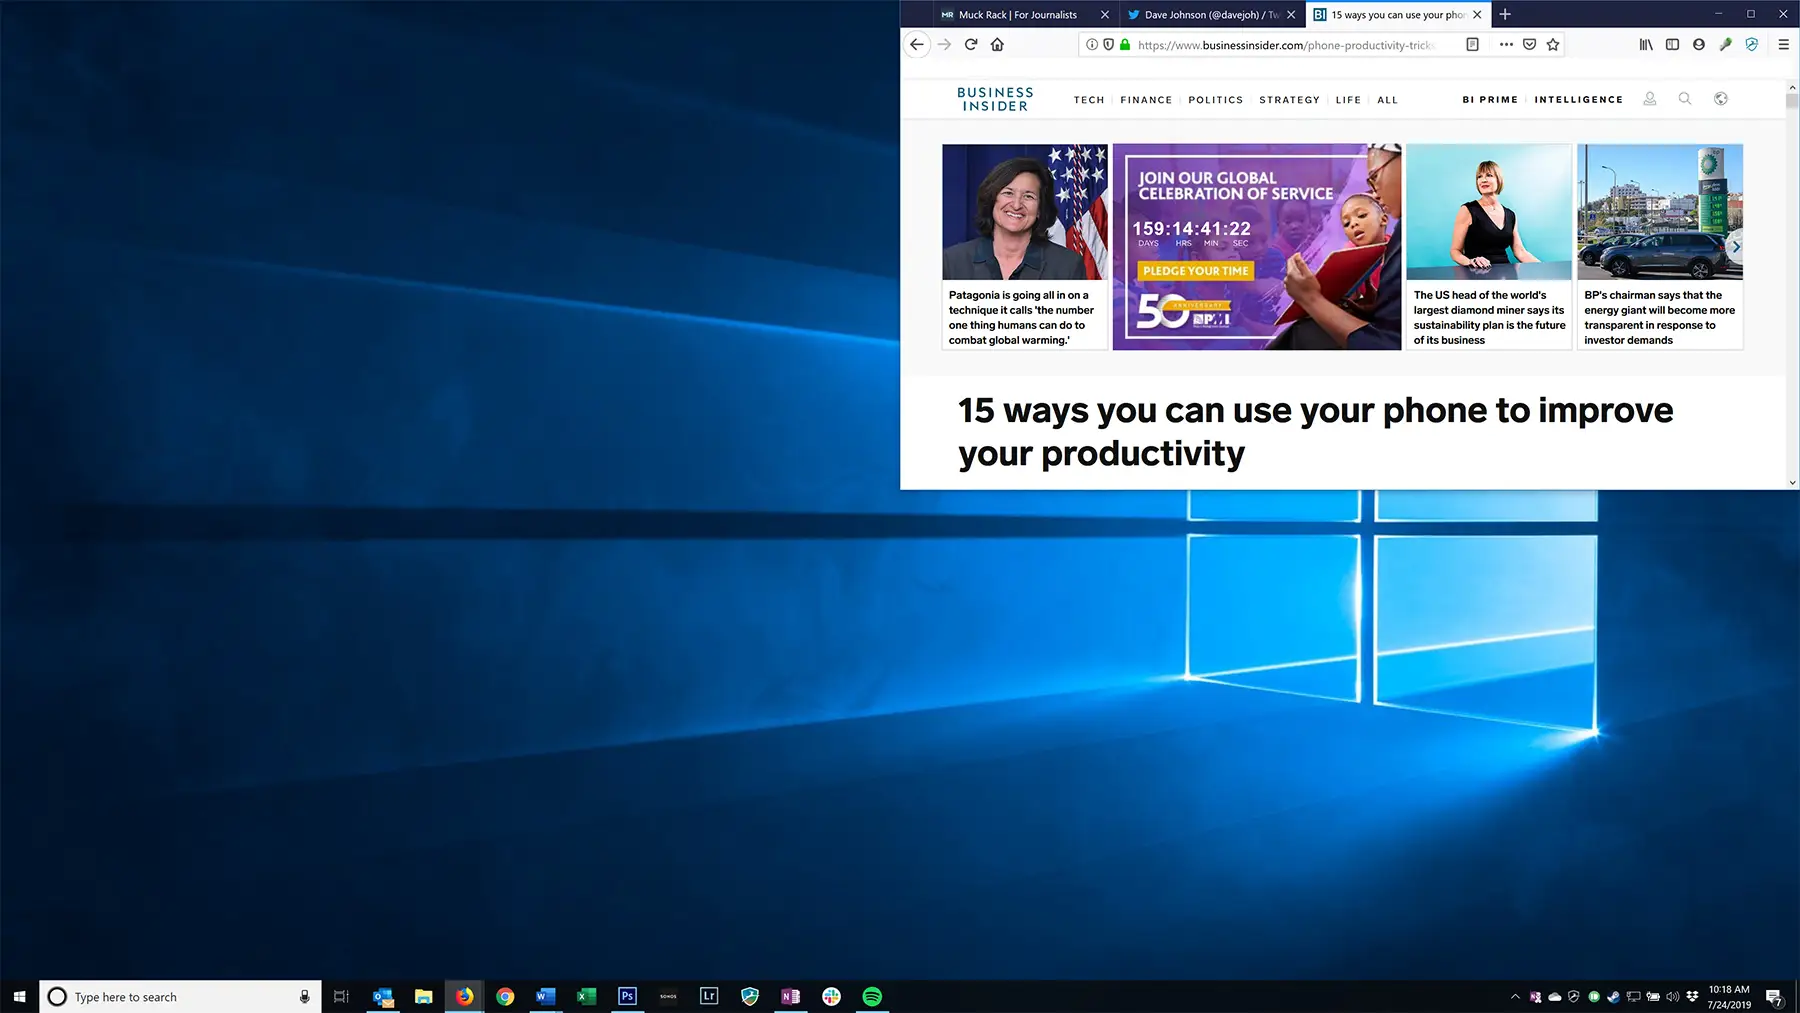 MR Muck Rack | For Journalists
Dave Johnson (@davejoh) / Tw
BI 15 ways you can use your phon
https://www.businessinsider.com/phone-productivity-tricks
BUSINESS
INSIDER
TECH FINANCE POLITICS STRATEGY LIFE ALL
BI PRIME INTELLIGENCE
JOIN OUR GLOBAL
CELEBRATION OF SERVICE
159:14:41:22
DAYS HRS MIN SEC
PLEDGE YOUR TIME
50 ANNIVERSARY
PMI
bp
Patagonia is going all in on a
technique it calls 'the number
one thing humans can do to
combat global warming.'
The US head of the world's
largest diamond miner says its
sustainability plan is the future
of its business
BP's chairman says that the
energy giant will become more
transparent in response to
investor demands
15 ways you can use your phone to improve
your productivity
Type here to search
Ps
SONOS
Lr
10:18 AM
7/24/2019
7